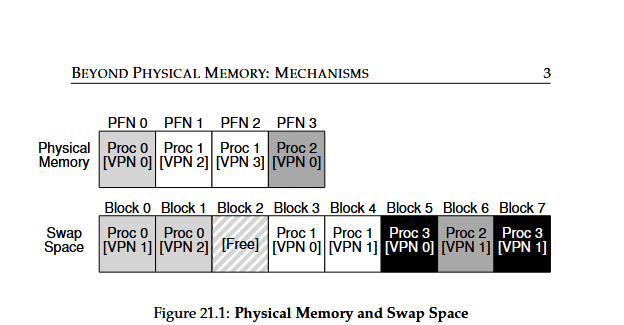 BEYOND PHYSICAL MEMORY: MECHANISMS 3
PFN 0 PFN 1 PFN 2 PFN 3
Physical Memory
Proc 0 [VPN 0]
Proc 1 [VPN 2]
Proc 1 [VPN 3]
Proc 2 [VPN 0]
Block 0 Block 1 Block 2 Block 3 Block 4 Block 5 Block 6 Block 7
Swap Space
Proc 0 [VPN 1]
Proc 0 [VPN 2]
[Free]
Proc 1 [VPN 0]
Proc 1 [VPN 1]
Proc 3 [VPN 0]
Proc 2 [VPN 1]
Proc 3 [VPN 1]
Figure 21.1: Physical Memory and Swap Space